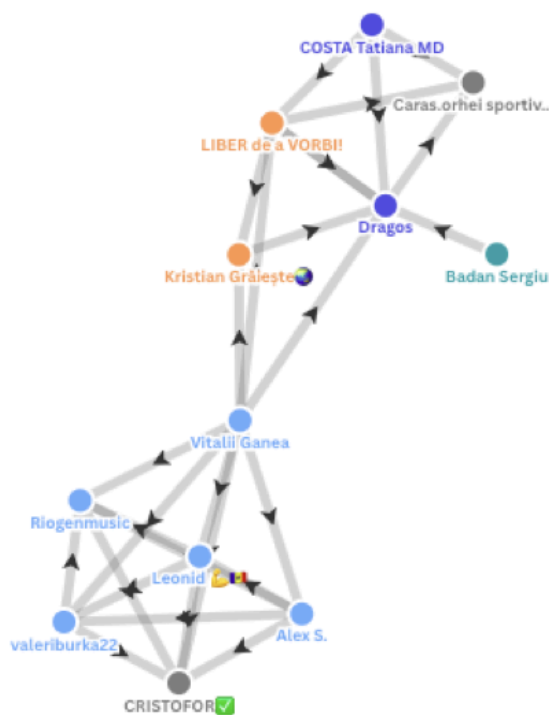 COSTA Tatiana MD
Caras.orhei sportiv..
LIBER de a VORBI!
Dragos
Kristian Grăiește🌏
Badan Sergiu
Vitalii Ganea
Riogenmusic
Leonid 💪🇲🇩
valeriburka22
Alex S.
CRISTOFOR✅